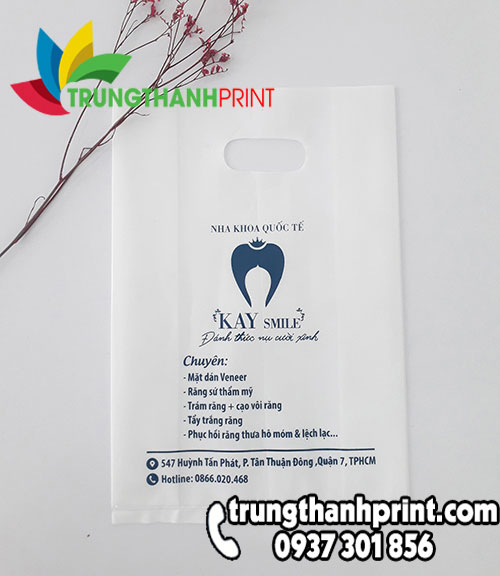 TRUNGTHANHPRINT
NHA KHOA QUỐC TẾ
KAY SMILE
Đánh thức nụ cười xinh
Chuyên:
- Mặt dán Veneer
- Răng sứ thẩm mỹ
- Trám răng + cạo vôi răng
- Tẩy trắng răng
- Phục hồi răng thưa hô móm & lệch lạc...
547 Huỳnh Tấn Phát, P. Tân Thuận Đông ,Quận 7, TPHCM
Hotline: 0866.020.468
trungthanhprint.com
0937 301 856